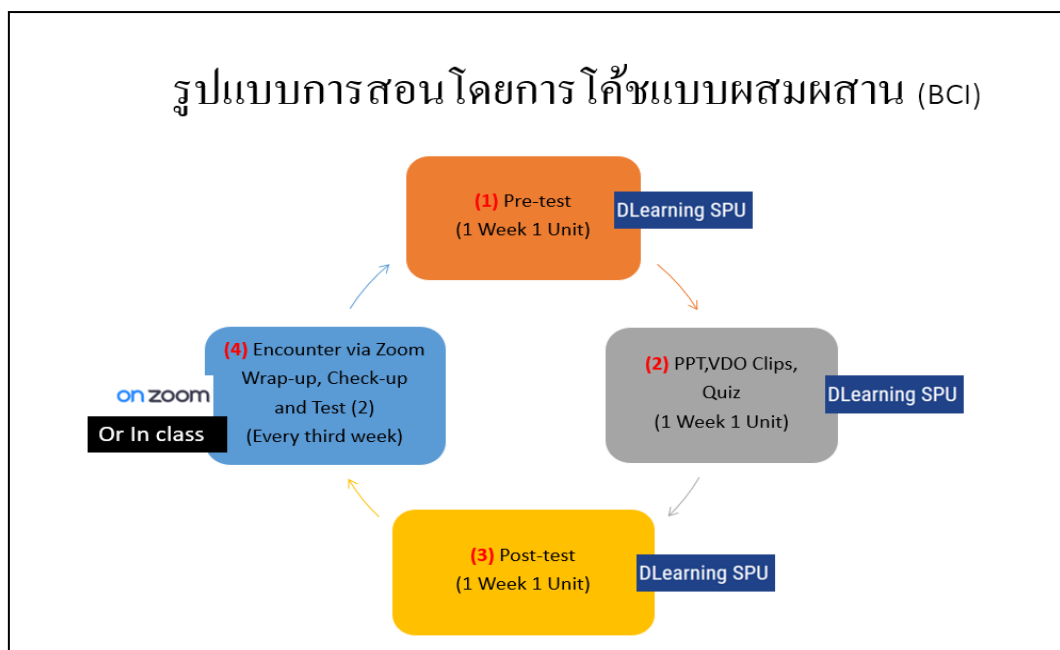 รูปแบบการสอนโดยการโค้ชแบบผสมผสาน (BCI)
(1) Pre-test
(1 Week 1 Unit)
DLearning SPU
(2) PPT,VDO Clips,
Quiz
(1 Week 1 Unit)
DLearning SPU
(3) Post-test
(1 Week 1 Unit)
DLearning SPU
(4) Encounter via Zoom
Wrap-up, Check-up
and Test (2)
(Every third week)
on zoom
Or In class